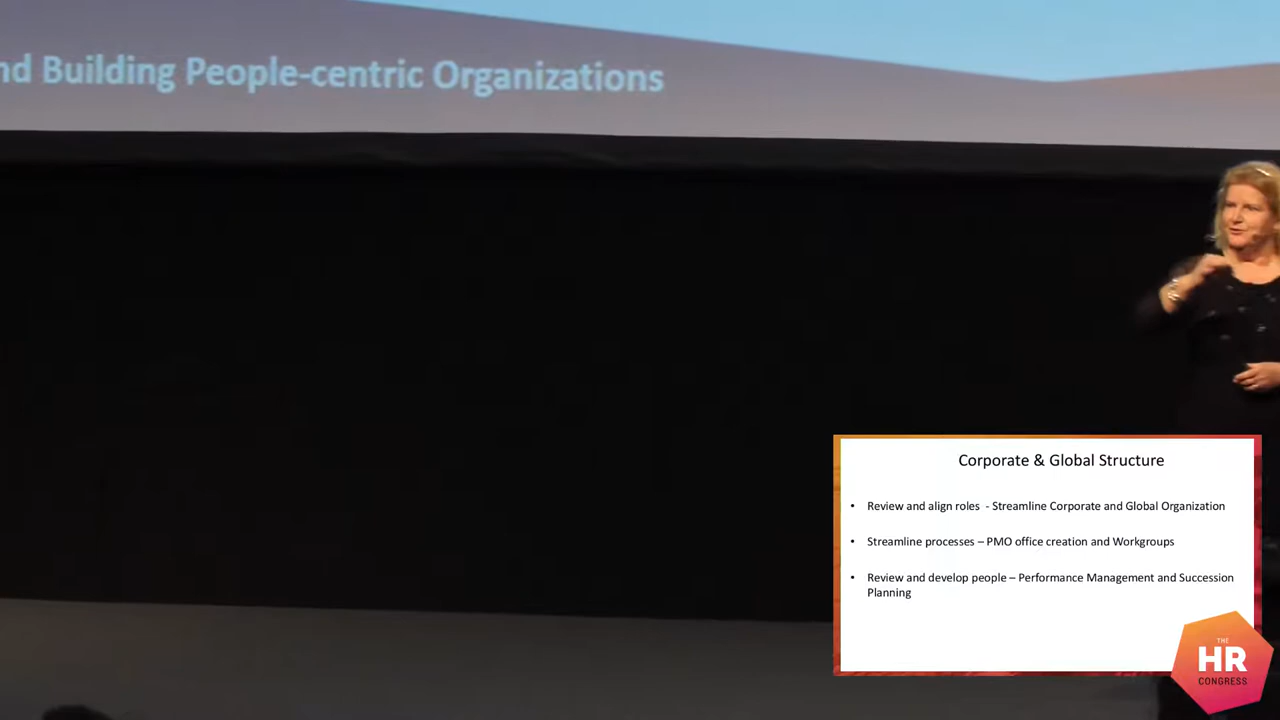 nd Building People-centric Organizations
Corporate & Global Structure
• Review and align roles - Streamline Corporate and Global Organization
• Streamline processes – PMO office creation and Workgroups
• Review and develop people – Performance Management and Succession
Planning
THE
HR
CONGRESS